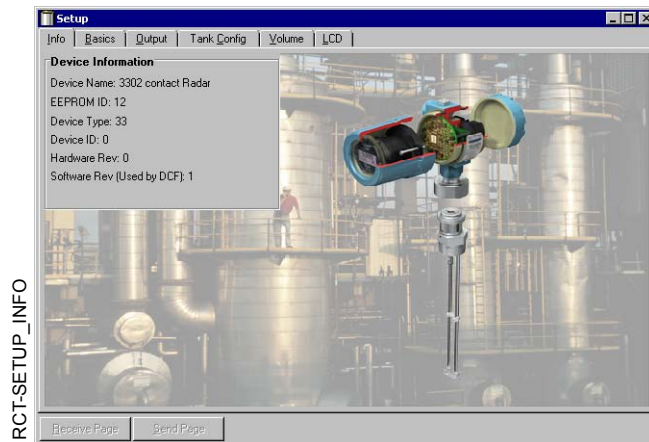 Setup
Info Basics Output Tank Config Volume LCD
Device Information
Device Name: 3302 contact Radar
EEPROM ID: 12
Device Type: 33
Device ID: 0
Hardware Rev: 0
Software Rev (Used by DCF): 1
Receive Page Send Page
RCT-SETUP_INFO